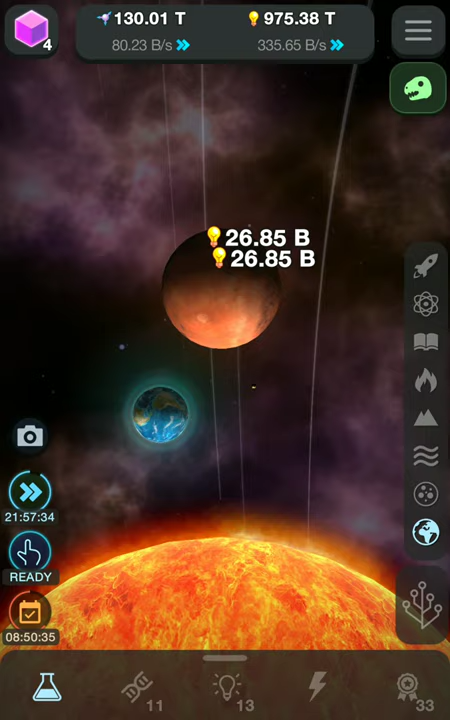 4
130.01 T
975.38 T
80.23 B/s
335.65 B/s
26.85 B
26.85 B
21:57:34
READY
08:50:35
11
13
33